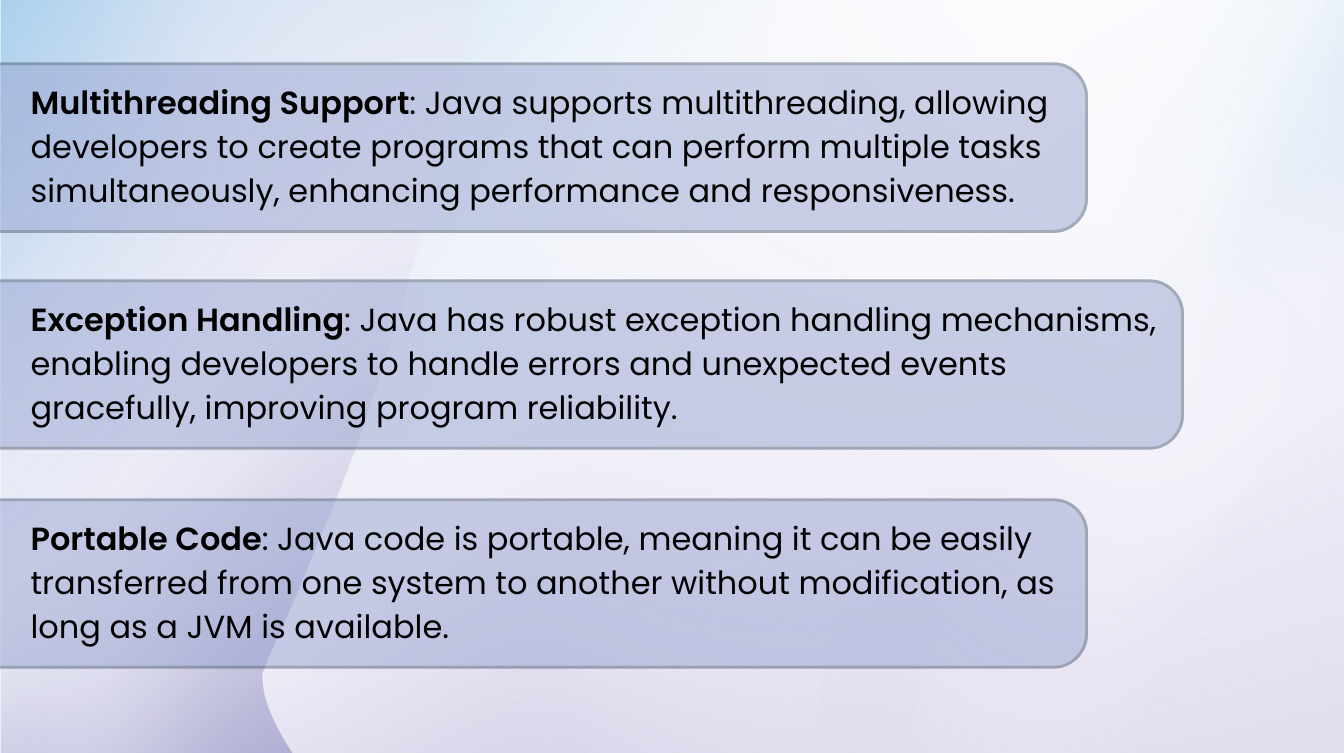 Multithreading Support: Java supports multithreading, allowing
developers to create programs that can perform multiple tasks
simultaneously, enhancing performance and responsiveness.
Exception Handling: Java has robust exception handling mechanisms,
enabling developers to handle errors and unexpected events
gracefully, improving program reliability.
Portable Code: Java code is portable, meaning it can be easily
transferred from one system to another without modification, as
long as a JVM is available.